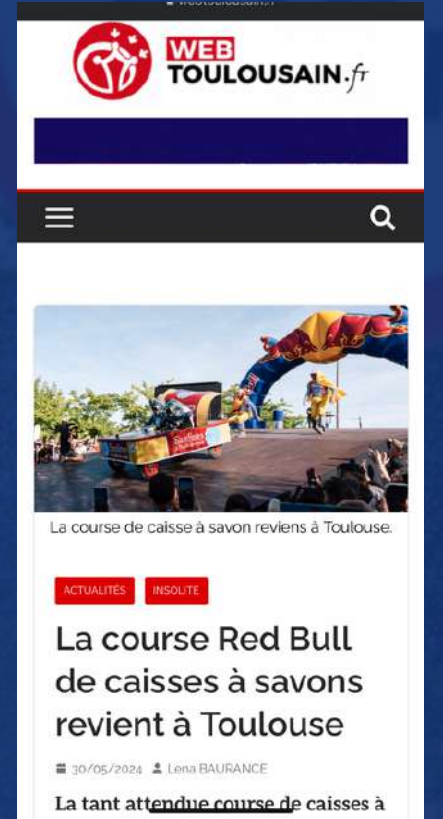 WEB
TOULOUSAIN.fr
La course de caisse à savon reviens à Toulouse.
ACTUALITÉS INSOLITE
La course Red Bull
de caisses à savons
revient à Toulouse
30/05/2024 Lena BAURANCE
La tant attendue course de caisses à